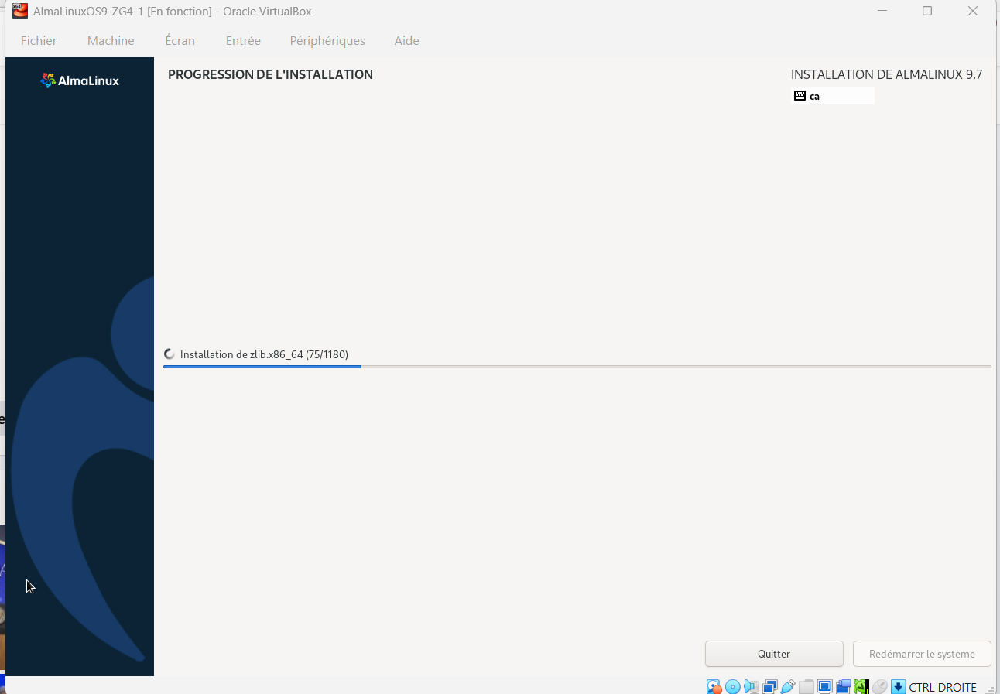 AlmaLinuxOS9-ZG4-1 [En fonction] - Oracle VirtualBox
Fichier Machine Écran Entrée Périphériques Aide
AlmaLinux
PROGRESSION DE L'INSTALLATION
INSTALLATION DE ALMALINUX 9.7
ca
Installation de zlib.x86_64 (75/1180)
Quitter
Redémarrer le système
CTRL DROITE